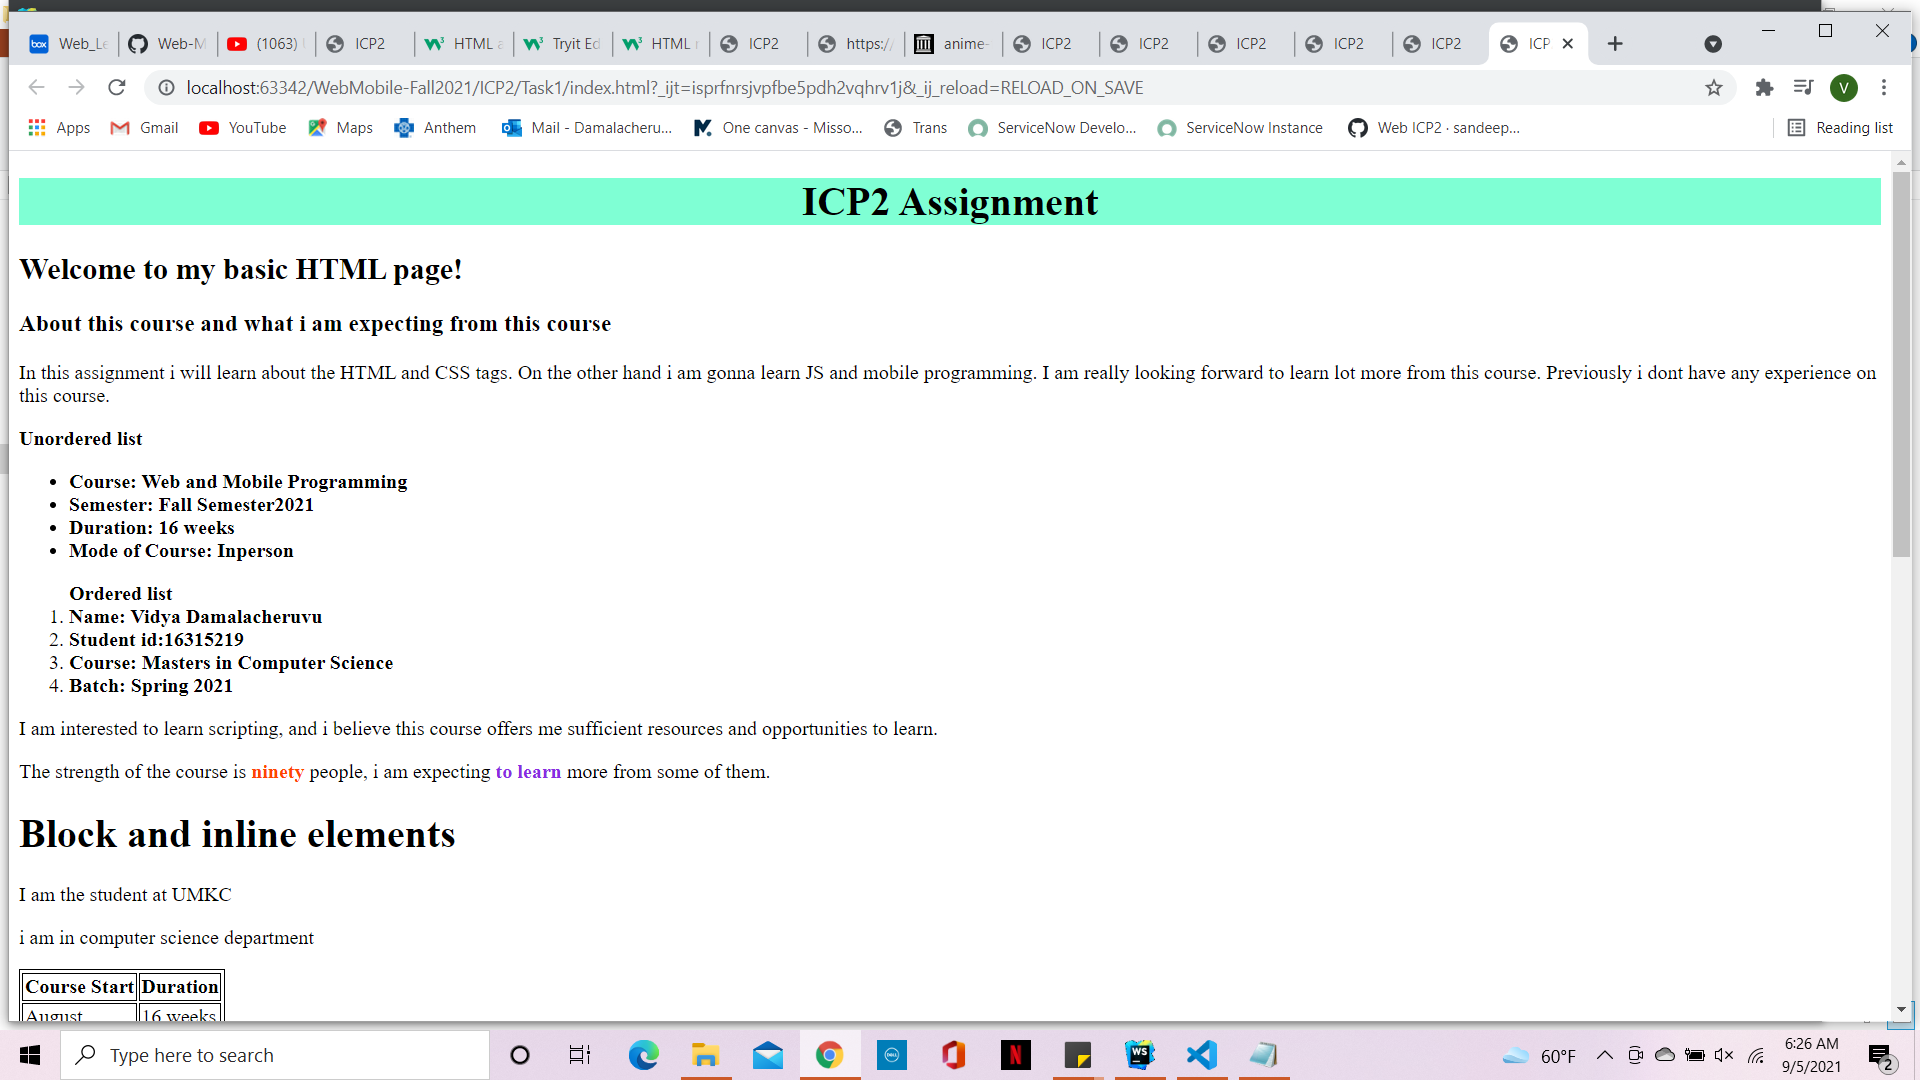 Web_Le
Web-M
(1063)
ICP2
HTML a
Tryit Ed
HTML r
ICP2
https:/
anime-
ICP2
ICP2
ICP2
ICP2
ICP2
ICP
localhost:63342/WebMobile-Fall2021/ICP2/Task1/index.html?_ijt=isprfnrsjvpfbe5pdh2vqhrv1j&_ij_reload=RELOAD_ON_SAVE
V
Apps
Gmail
YouTube
Maps
Anthem
Mail - Damalacheru...
One canvas - Misso...
Trans
ServiceNow Develo...
ServiceNow Instance
Web ICP2 · sandeep...
Reading list
ICP2 Assignment
Welcome to my basic HTML page!
About this course and what i am expecting from this course
In this assignment i will learn about the HTML and CSS tags. On the other hand i am gonna learn JS and mobile programming. I am really looking forward to learn lot more from this course. Previously i dont have any experience on
this course.
Unordered list
• Course: Web and Mobile Programming
• Semester: Fall Semester2021
• Duration: 16 weeks
• Mode of Course: Inperson
Ordered list
1. Name: Vidya Damalacheruvu
2. Student id:16315219
3. Course: Masters in Computer Science
4. Batch: Spring 2021
I am interested to learn scripting, and i believe this course offers me sufficient resources and opportunities to learn.
The strength of the course is ninety people, i am expecting to learn more from some of them.
Block and inline elements
I am the student at UMKC
i am in computer science department
Course Start Duration
August 16 weeks
Type here to search
60°F
6:26 AM
9/5/2021
2